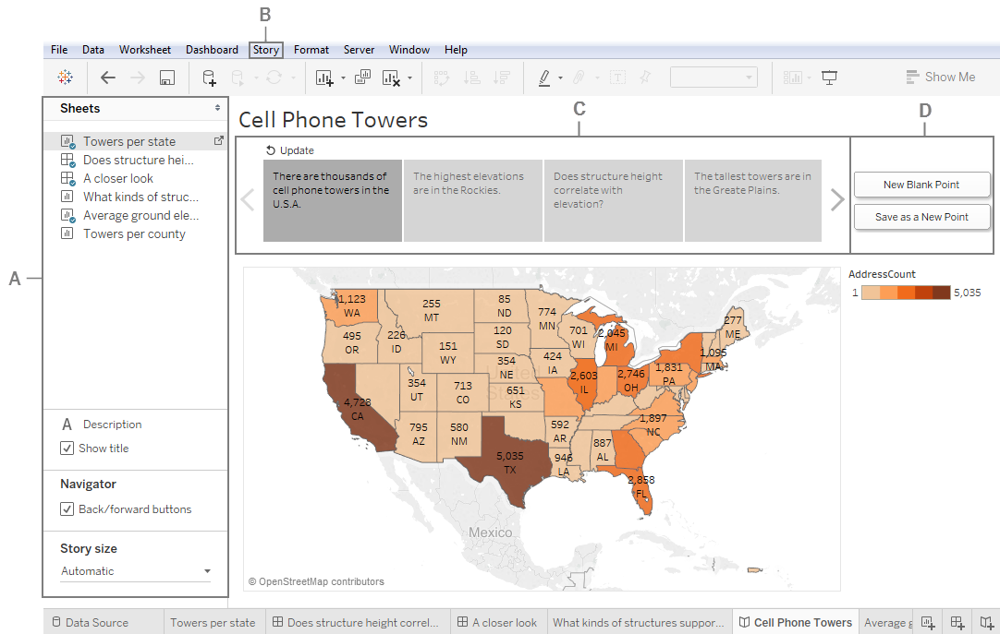 B
File Data Worksheet Dashboard Story Format Server Window Help
Show Me
Sheets
Towers per state
Does structure hei...
A closer look
What kinds of struc...
Average ground ele...
Towers per county
A
A Description
Show title
Navigator
Back/forward buttons
Story size
Automatic
Cell Phone Towers
C
D
Update
There are thousands of
cell phone towers in the
U.S.A.
The highest elevations
are in the Rockies.
Does structure height
correlate with
elevation?
The tallest towers are in
the Greate Plains.
New Blank Point
Save as a New Point
AddressCount
1 5,035
1,123
WA
255
MT
85
ND
774
MN
277
ME
495
OR
226
ID
151
WY
120
SD
701
WI
2,045
MI
1,095
MA
354
NE
424
IA
2,603
IL
2,746
OH
1,831
PA
4,728
CA
354
UT
713
CO
United
States
651
KS
1,897
NC
795
AZ
580
NM
592
AR
887
AL
5,035
TX
946
LA
2,858
FL
Mexico
© OpenStreetMap contributors
Data Source Towers per state Does structure height correl... A closer look What kinds of structures suppor... Cell Phone Towers Average g